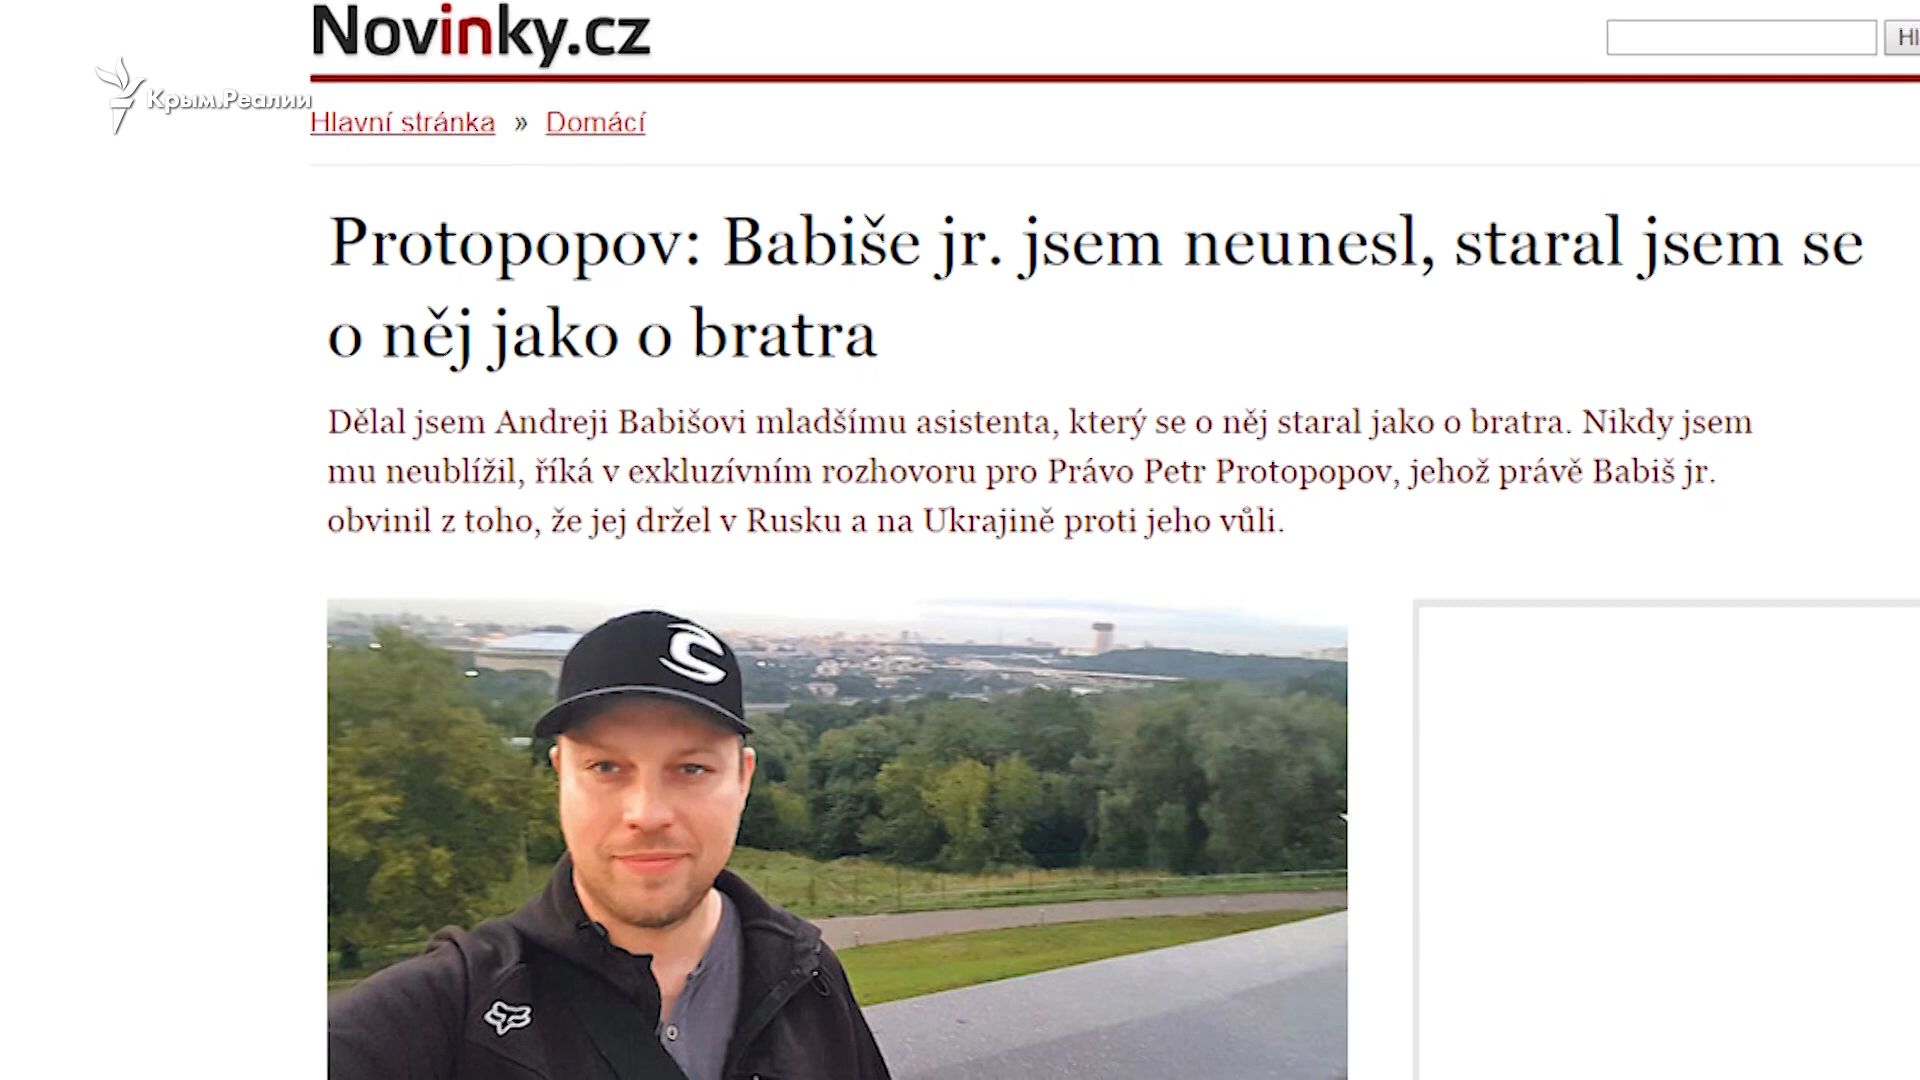 Novinky.cz
Hl
Крым.Реалии
Hlavní stránka » Domácí
Protopopov: Babiše jr. jsem neunesl, staral jsem se
o něj jako o bratra
Dělal jsem Andreji Babišovi mladšímu asistenta, který se o něj staral jako o bratra. Nikdy jsem
mu neublížil, říká v exkluzívním rozhovoru pro Právo Petr Protopopov, jehož právě Babiš jr.
obvinil z toho, že jej držel v Rusku a na Ukrajině proti jeho vůli.